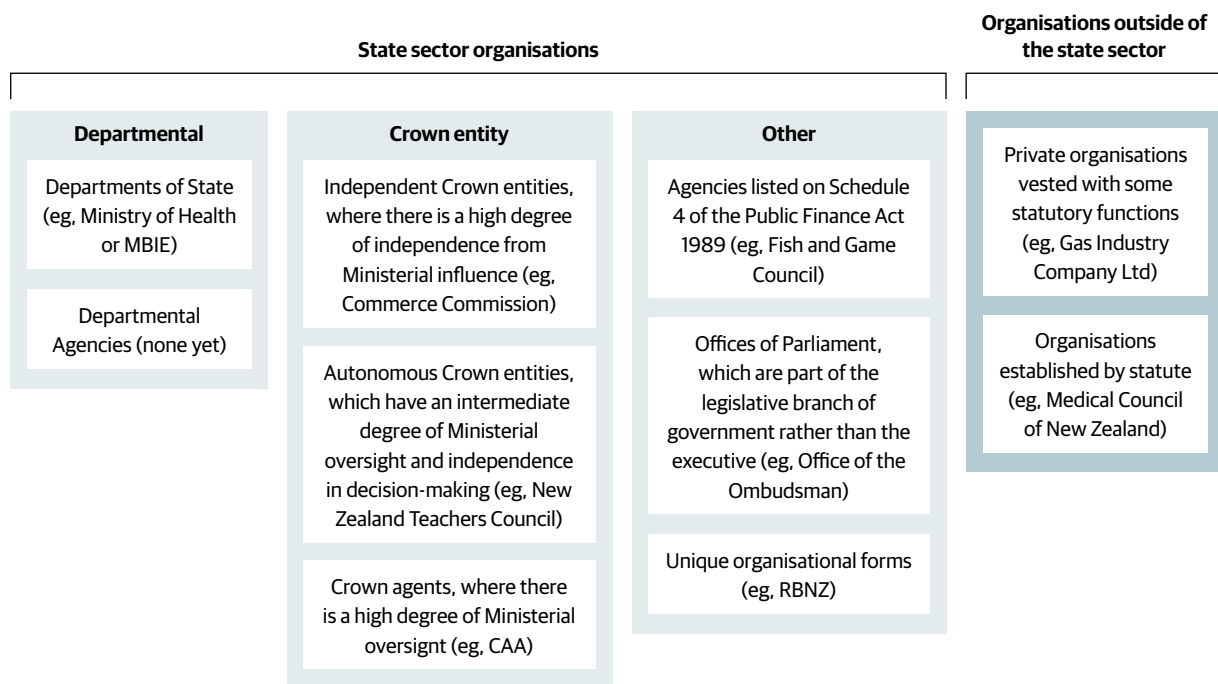 State sector organisations
Organisations outside of
the state sector
Departmental
Departments of State
(eg, Ministry of Health
or MBIE)
Departmental
Agencies (none yet)
Crown entity
Independent Crown entities,
where there is a high degree
of independence from
Ministerial influence (eg,
Commerce Commission)
Autonomous Crown entities,
which have an intermediate
degree of Ministerial
oversight and independence
in decision-making (eg, New
Zealand Teachers Council)
Crown agents, where there
is a high degree of Ministerial
oversignt (eg, CAA)
Other
Agencies listed on Schedule
4 of the Public Finance Act
1989 (eg, Fish and Game
Council)
Offices of Parliament,
which are part of the
legislative branch of
government rather than the
executive (eg, Office of the
Ombudsman)
Unique organisational forms
(eg, RBNZ)
Private organisations
vested with some
statutory functions
(eg, Gas Industry
Company Ltd)
Organisations
established by statute
(eg, Medical Council
of New Zealand)